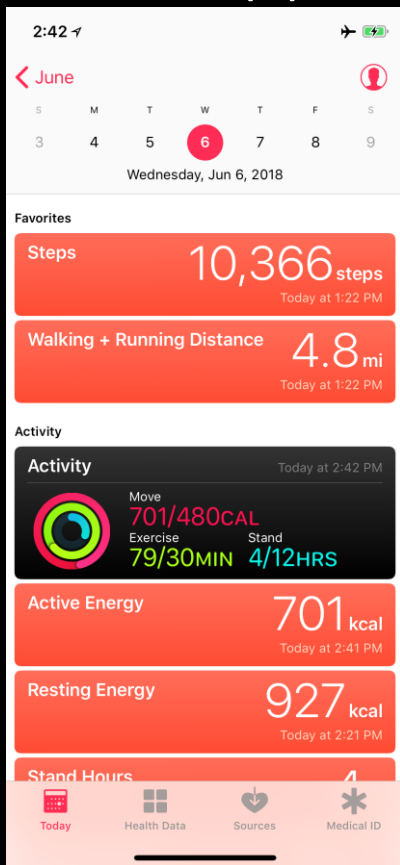 2:42
June
S M T W T F S
3 4 5 6 7 8 9
Wednesday, Jun 6, 2018
Favorites
Steps
10,366 steps
Today at 1:22 PM
Walking + Running Distance
4.8 mi
Today at 1:22 PM
Activity
Activity
Today at 2:42 PM
Move
701/480CAL
Exercise Stand
79/30MIN 4/12HRS
Active Energy
701 kcal
Today at 2:41 PM
Resting Energy
927 kcal
Today at 2:21 PM
Stand Hours
4
Today Health Data Sources Medical ID